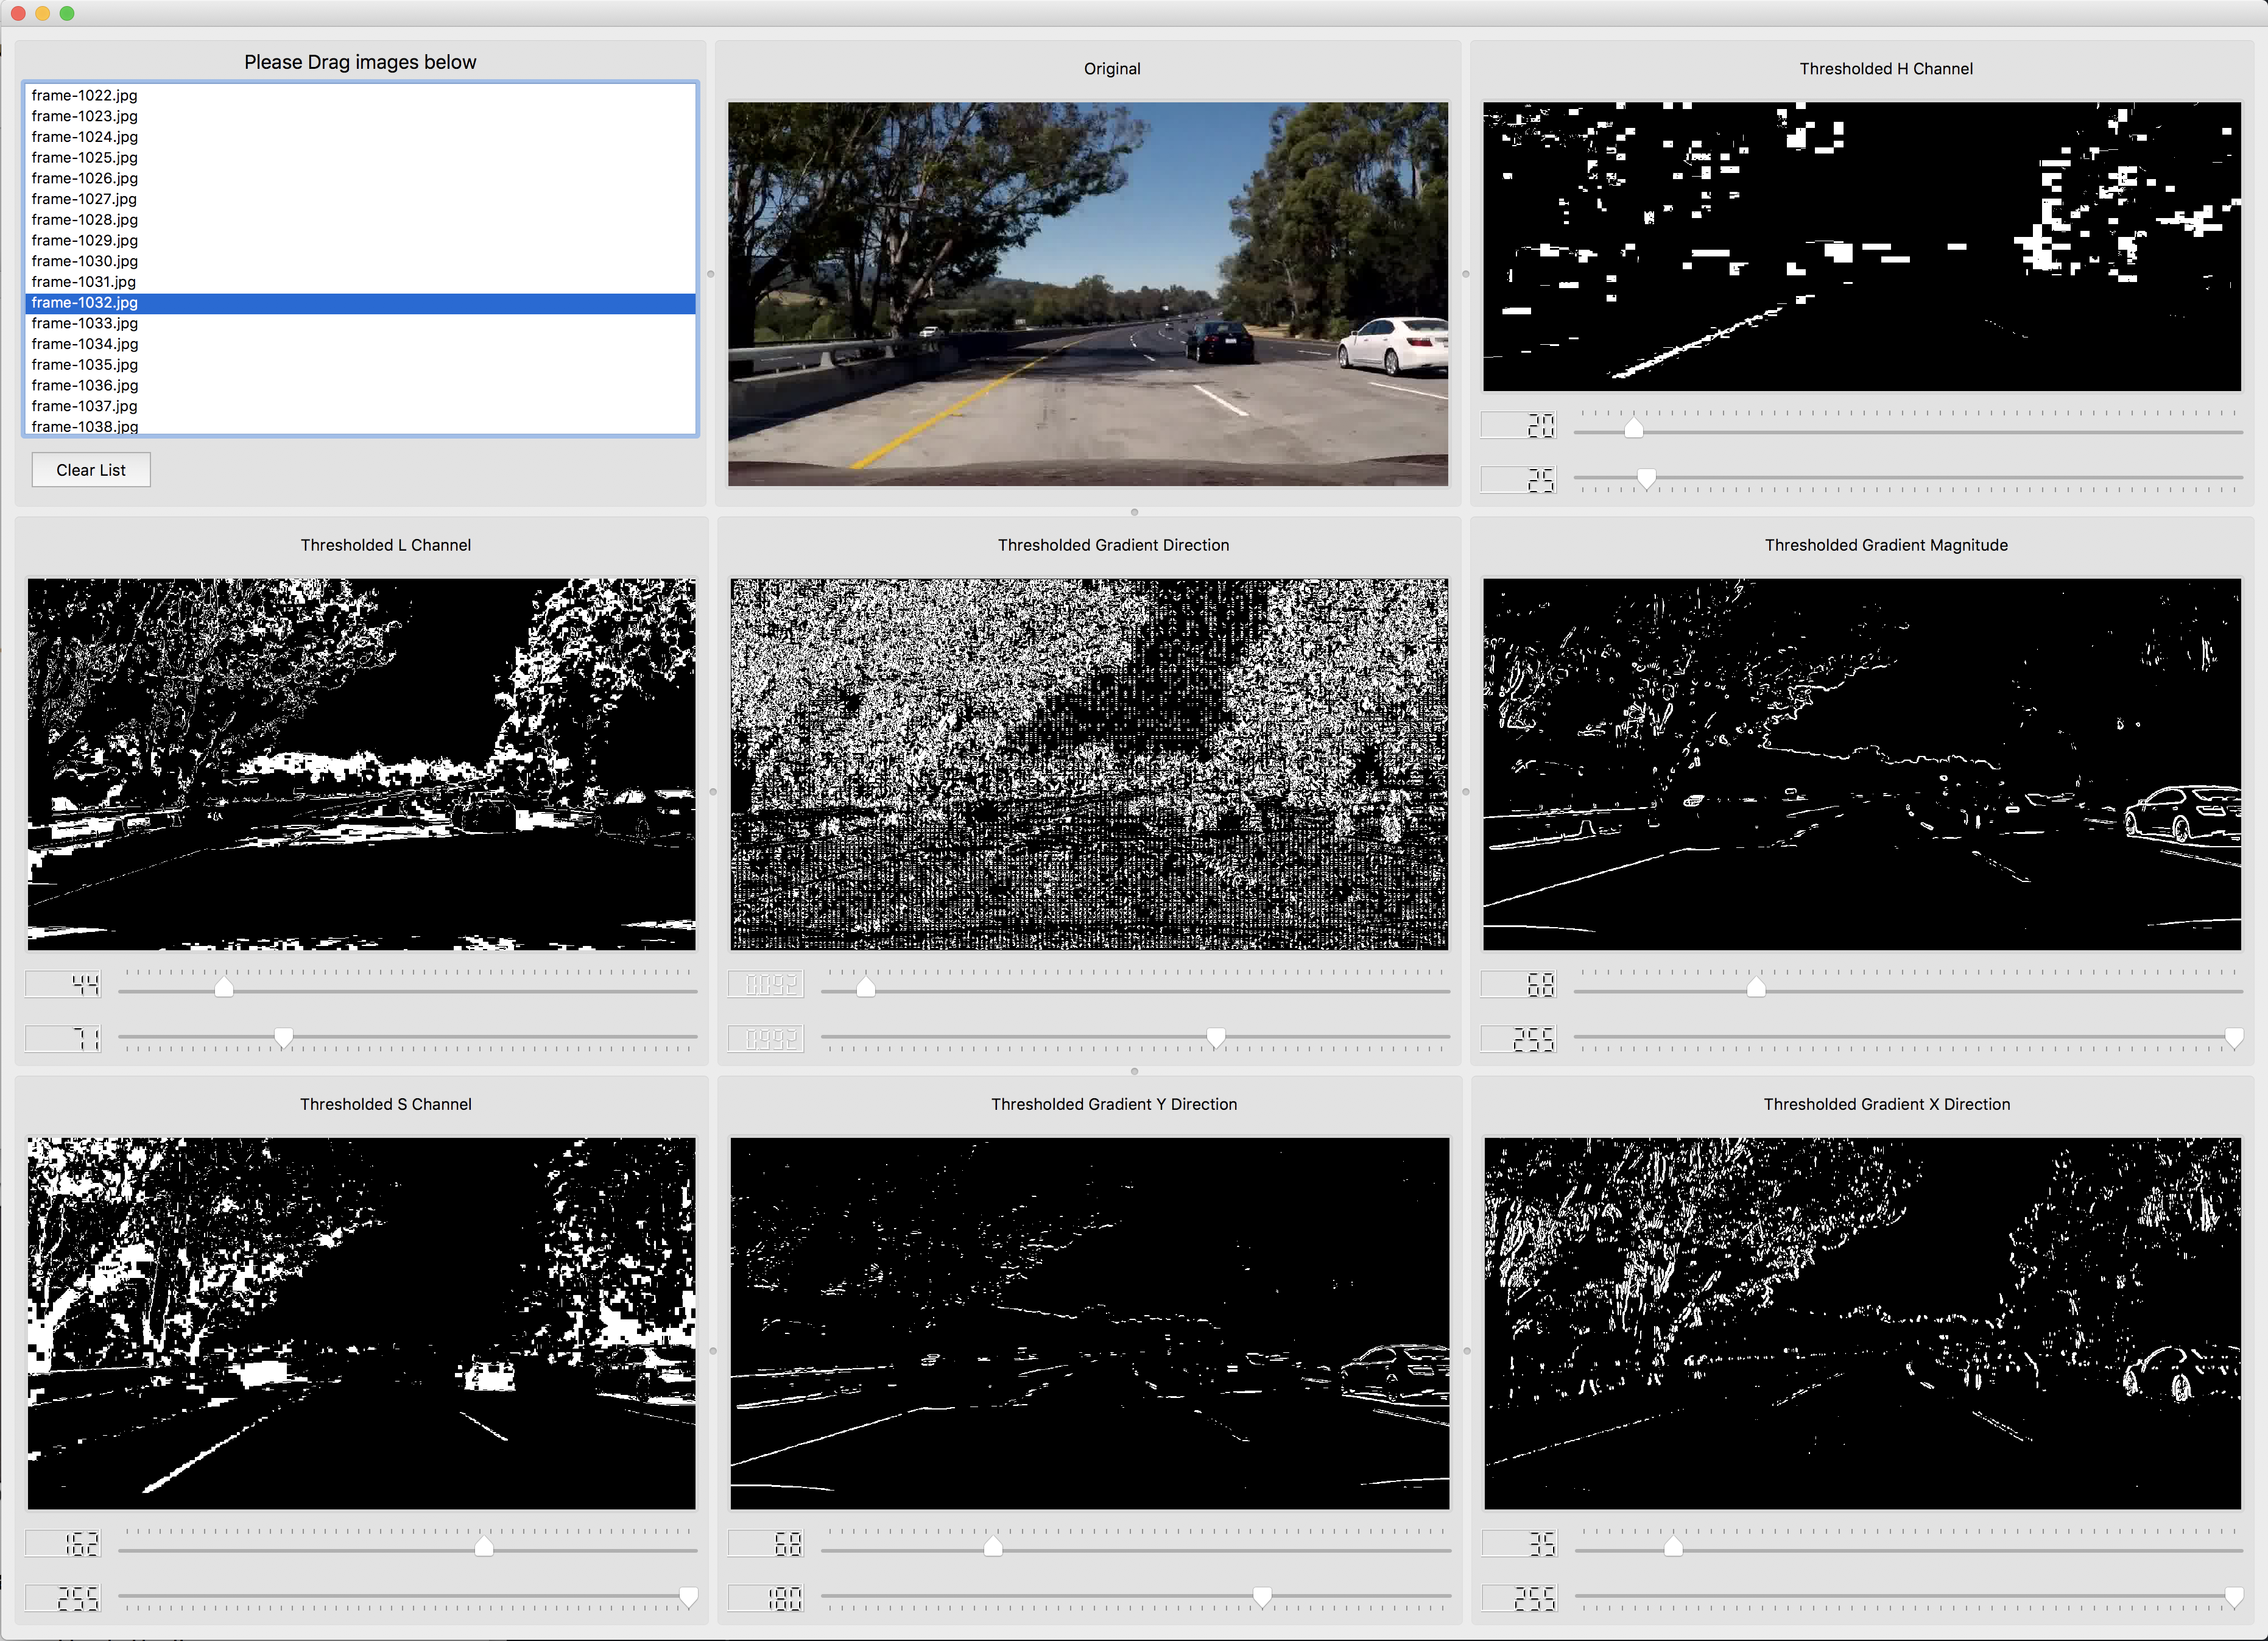 Please Drag images below
frame-1022.jpg
frame-1023.jpg
frame-1024.jpg
frame-1025.jpg
frame-1026.jpg
frame-1027.jpg
frame-1028.jpg
frame-1029.jpg
frame-1030.jpg
frame-1031.jpg
frame-1032.jpg
frame-1033.jpg
frame-1034.jpg
frame-1035.jpg
frame-1036.jpg
frame-1037.jpg
frame-1038.jpg
Clear List
Original
Thresholded H Channel
20
25
Thresholded L Channel
44
71
Thresholded Gradient Direction
0.092
0.992
Thresholded Gradient Magnitude
68
255
Thresholded S Channel
162
255
Thresholded Gradient Y Direction
68
180
Thresholded Gradient X Direction
35
255